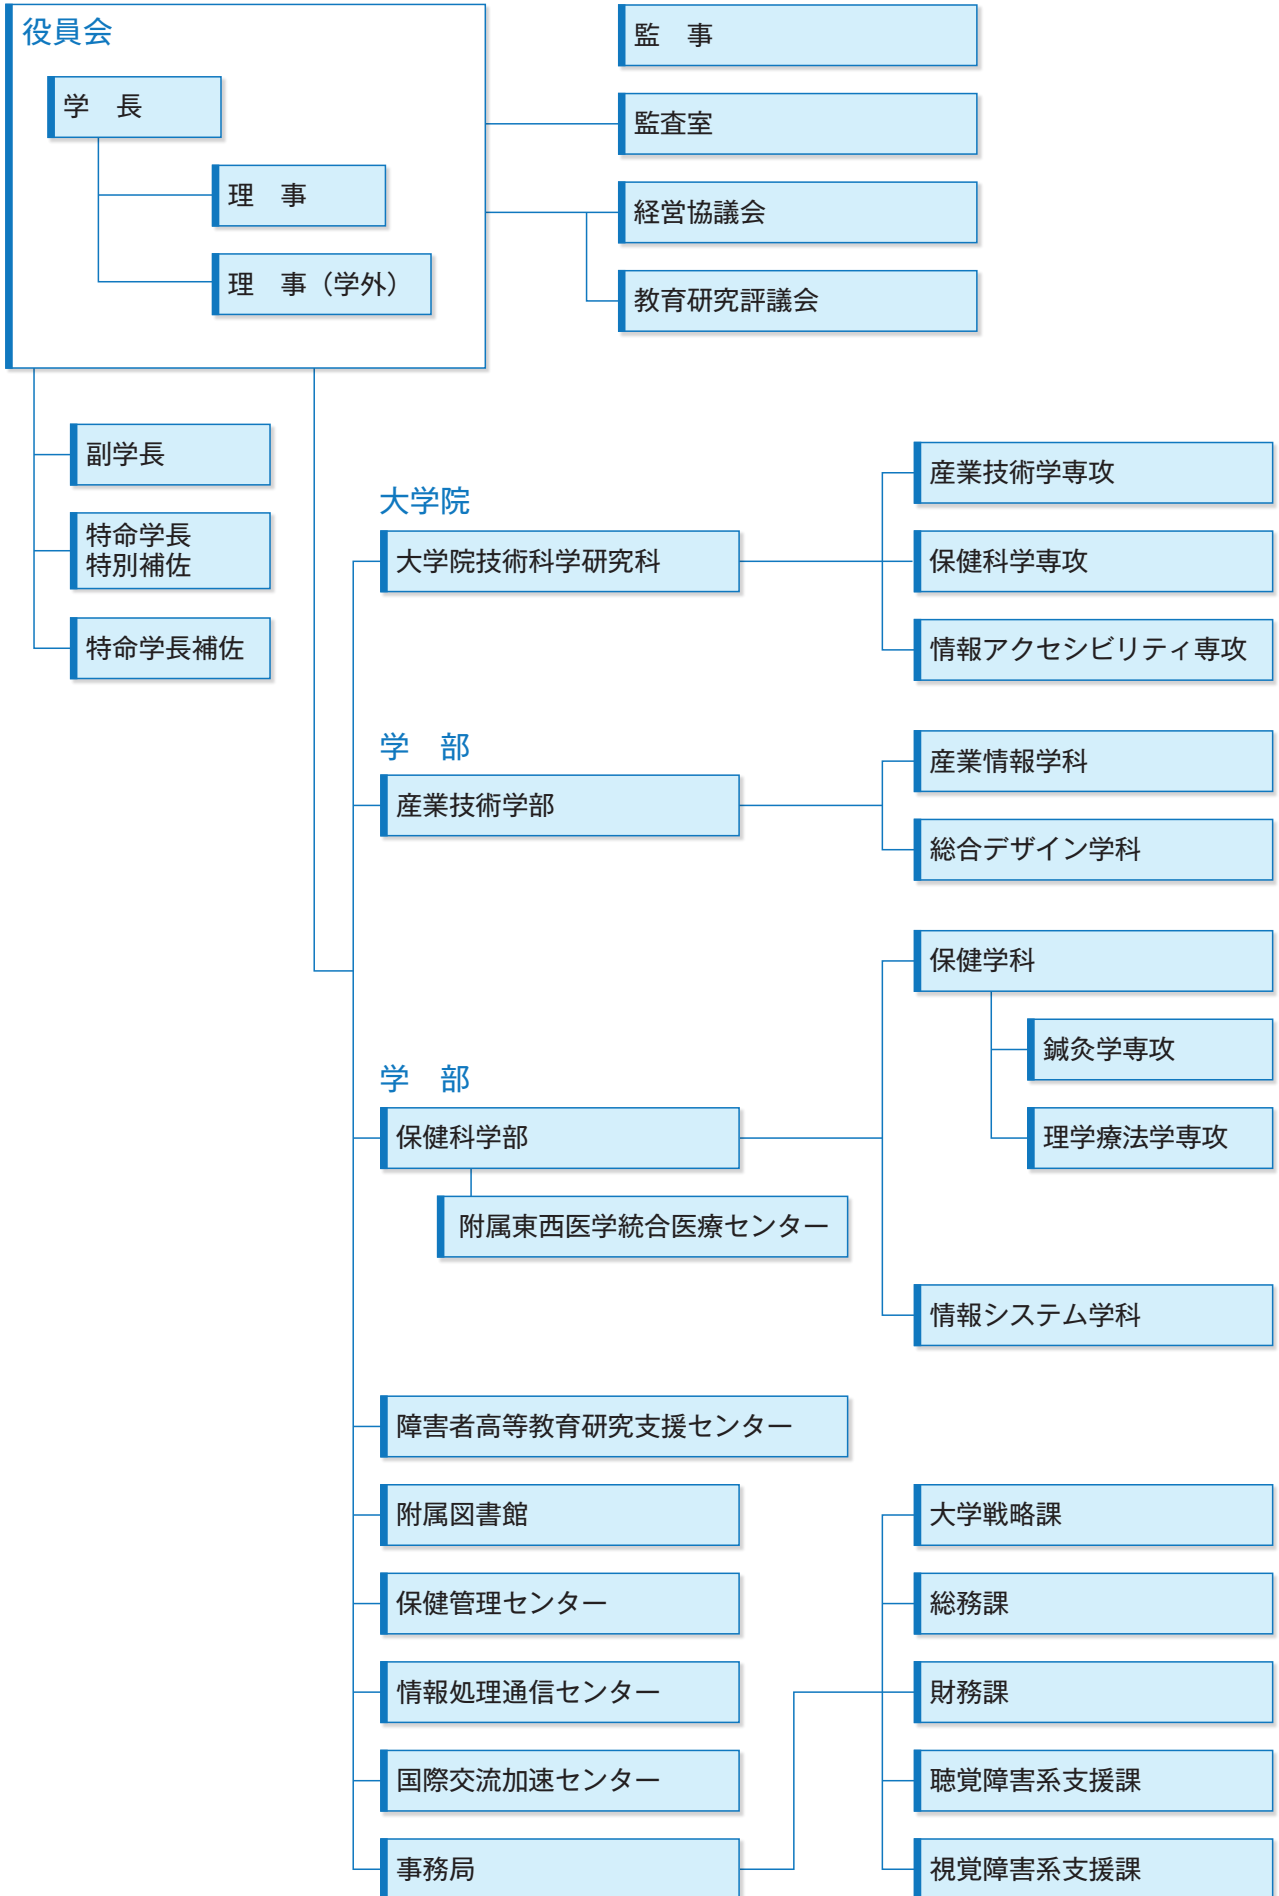 役員会
学　長
理　事
理　事（学外）
監　事
監査室
経営協議会
教育研究評議会
副学長
特命学長
特別補佐
特命学長補佐
大学院
大学院技術科学研究科
産業技術学専攻
保健科学専攻
情報アクセシビリティ専攻
学　部
産業技術学部
産業情報学科
総合デザイン学科
学　部
保健科学部
附属東西医学統合医療センター
保健学科
鍼灸学専攻
理学療法学専攻
情報システム学科
障害者高等教育研究支援センター
附属図書館
保健管理センター
情報処理通信センター
国際交流加速センター
事務局
大学戦略課
総務課
財務課
聴覚障害系支援課
視覚障害系支援課